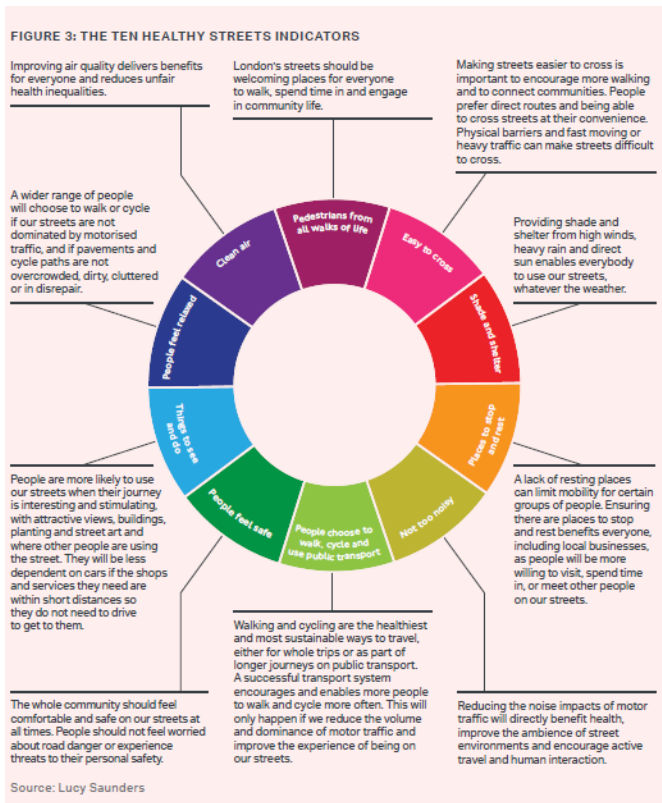 FIGURE 3: THE TEN HEALTHY STREETS INDICATORS
Improving air quality delivers benefits
for everyone and reduces unfair
health inequalities.
London's streets should be
welcoming places for everyone
to walk, spend time in and engage
in community life.
Making streets easier to cross is
important to encourage more walking
and to connect communities. People
prefer direct routes and being able
to cross streets at their convenience.
Physical barriers and fast moving or
heavy traffic can make streets difficult
to cross.
A wider range of people
will choose to walk or cycle
if our streets are not
dominated by motorised
traffic, and if pavements and
cycle paths are not
overcrowded, dirty, cluttered
or in disrepair.
Providing shade and
shelter from high winds,
heavy rain and direct
sun enables everybody
to use our streets,
whatever the weather.
Pedestrians from
all walks of life
Easy to cross
Shade and shelter
Places to stop
and rest
Not too noisy
People choose to
walk, cycle and
use public transport
People feel safe
Things to see
and do
People feel relaxed
Clean air
People are more likely to use
our streets when their journey
is interesting and stimulating,
with attractive views, buildings,
planting and street art and
where other people are using
the street. They will be less
dependent on cars if the shops
and services they need are
within short distances so
they do not need to drive
to get to them.
A lack of resting places
can limit mobility for certain
groups of people. Ensuring
there are places to stop
and rest benefits everyone,
including local businesses,
as people will be more
willing to visit, spend time
in, or meet other people
on our streets.
The whole community should feel
comfortable and safe on our streets at
all times. People should not feel worried
about road danger or experience
threats to their personal safety.
Walking and cycling are the healthiest
and most sustainable ways to travel,
either for whole trips or as part of
longer journeys on public transport.
A successful transport system
encourages and enables more people
to walk and cycle more often. This will
only happen if we reduce the volume
and dominance of motor traffic and
improve the experience of being on
our streets.
Reducing the noise impacts of motor
traffic will directly benefit health,
improve the ambience of street
environments and encourage active
travel and human interaction.
Source: Lucy Saunders